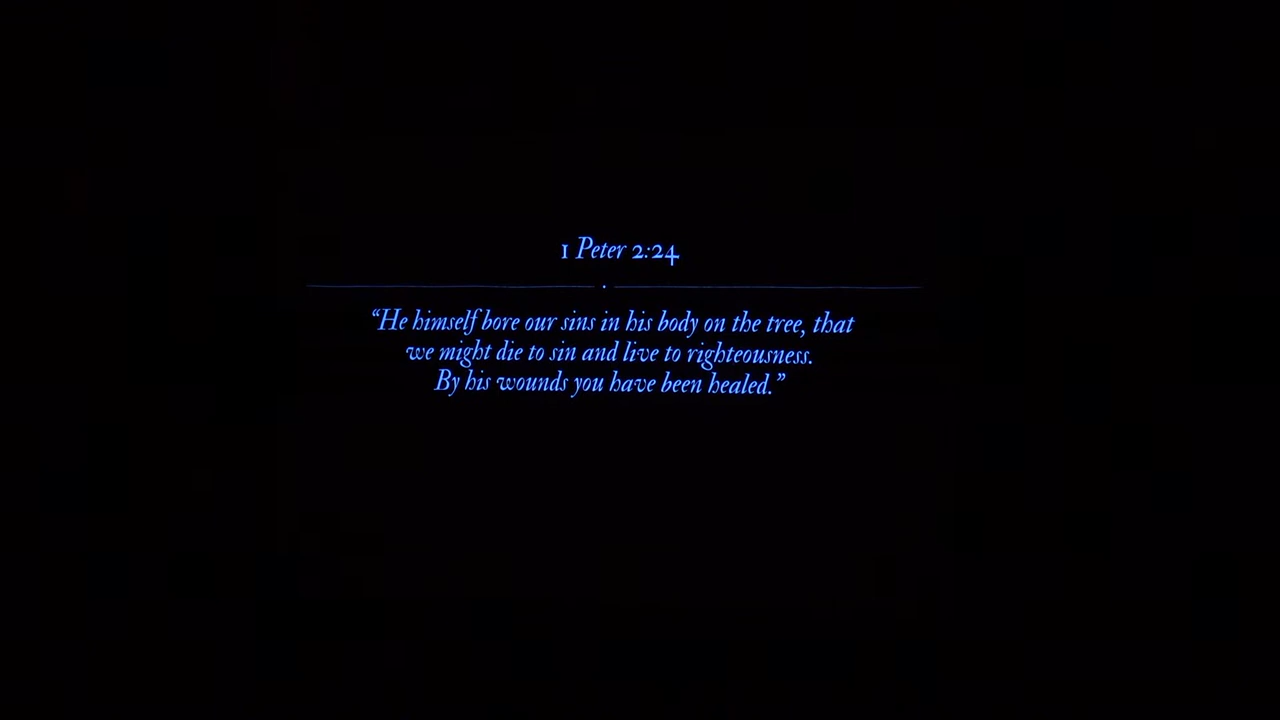 1 Peter 2:24
“He himself bore our sins in his body on the tree, that
we might die to sin and live to righteousness.
By his wounds you have been healed.”